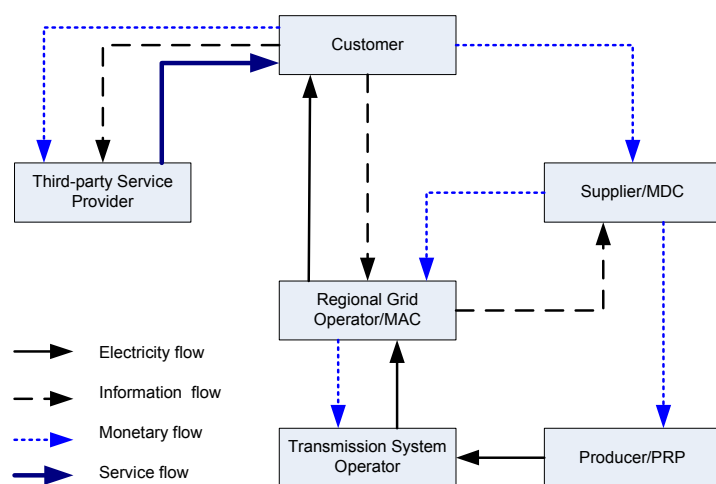 Customer
Third-party Service
Provider
Supplier/MDC
Regional Grid
Operator/MAC
Transmission System
Operator
Producer/PRP
Electricity flow
Information flow
Monetary flow
Service flow